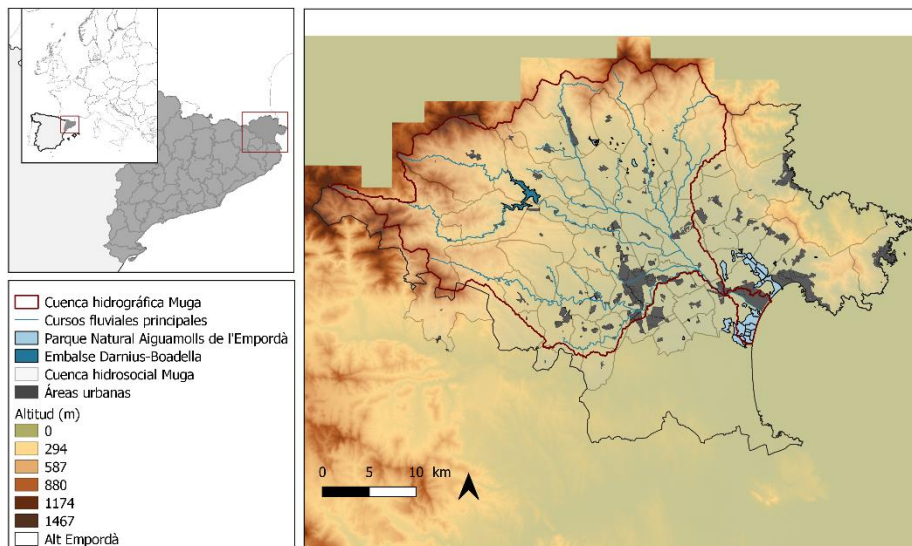 Cuenca hidrográfica Muga
Cursos fluviales principales
Parque Natural Aiguamolls de l'Empordà
Embalse Darnius-Boadella
Cuenca hidrosocial Muga
Áreas urbanas
Altitud (m)
0
294
587
880
1174
1467
Alt Empordà
0 5 10 km